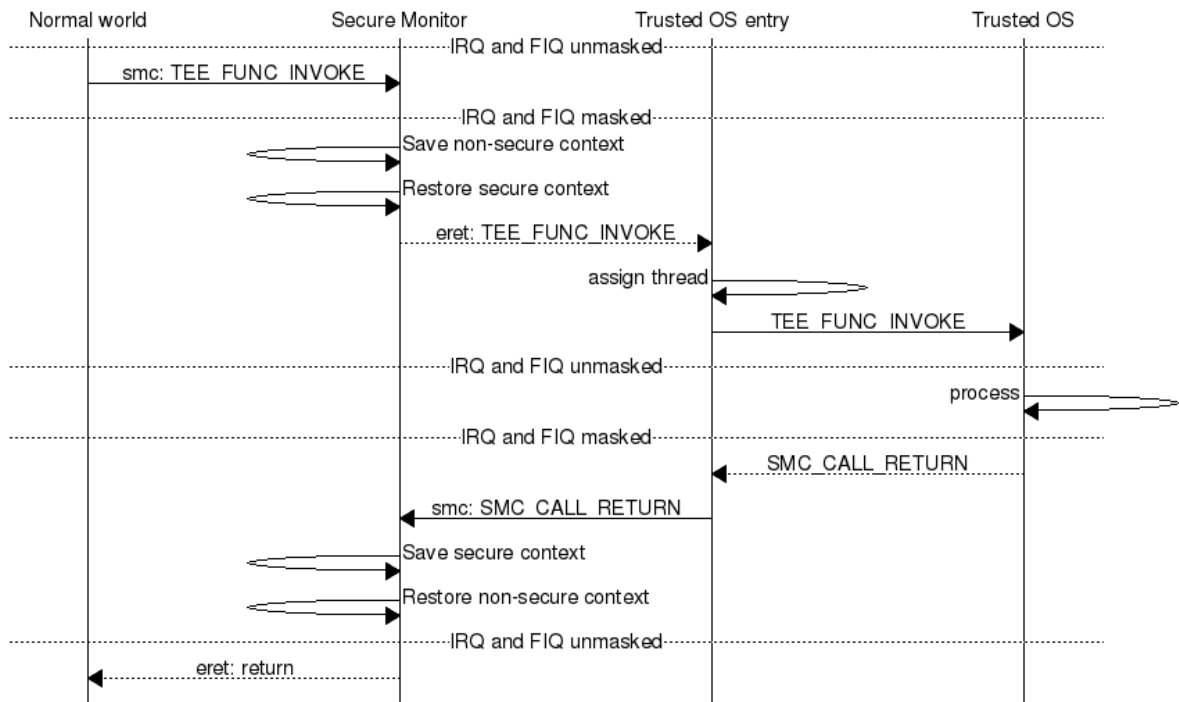 Normal world Secure Monitor Trusted OS entry Trusted OS
IRQ and FIQ unmasked
smc: TEE_FUNC_INVOKE
IRQ and FIQ masked
Save non-secure context
Restore secure context
eret: TEE_FUNC_INVOKE
assign thread
TEE_FUNC_INVOKE
IRQ and FIQ unmasked
process
IRQ and FIQ masked
SMC_CALL_RETURN
smc: SMC_CALL_RETURN
Save secure context
Restore non-secure context
IRQ and FIQ unmasked
eret: return